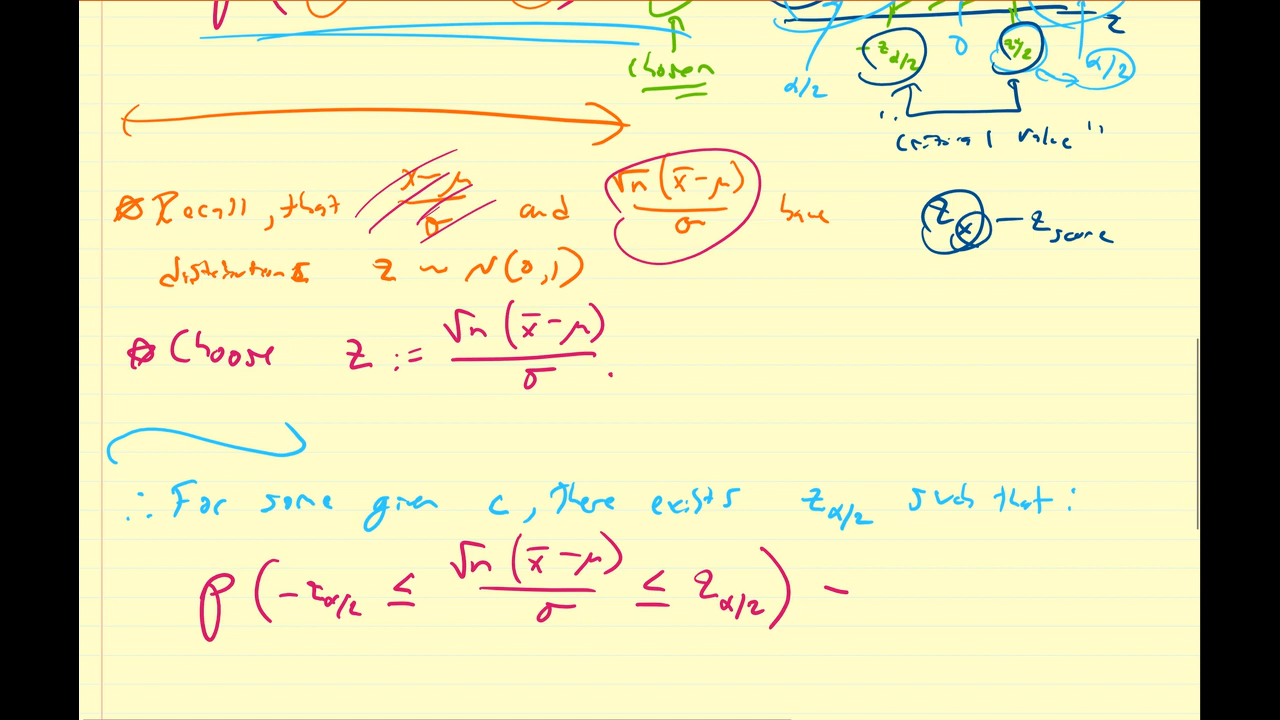 chosen
α/2
-z_{α/2} 0 z_{α/2} α/2
z
"critical value"
Recall, that (x-μ)/σ and √n(x̄-μ)/σ have
distributions z ~ N(0,1)
z_α — z score
Choose z := √n(x̄-μ)/σ.
∴ For some given c, there exists z_{α/2} such that:
P(-z_{α/2} ≤ √n(x̄-μ)/σ ≤ z_{α/2}) -